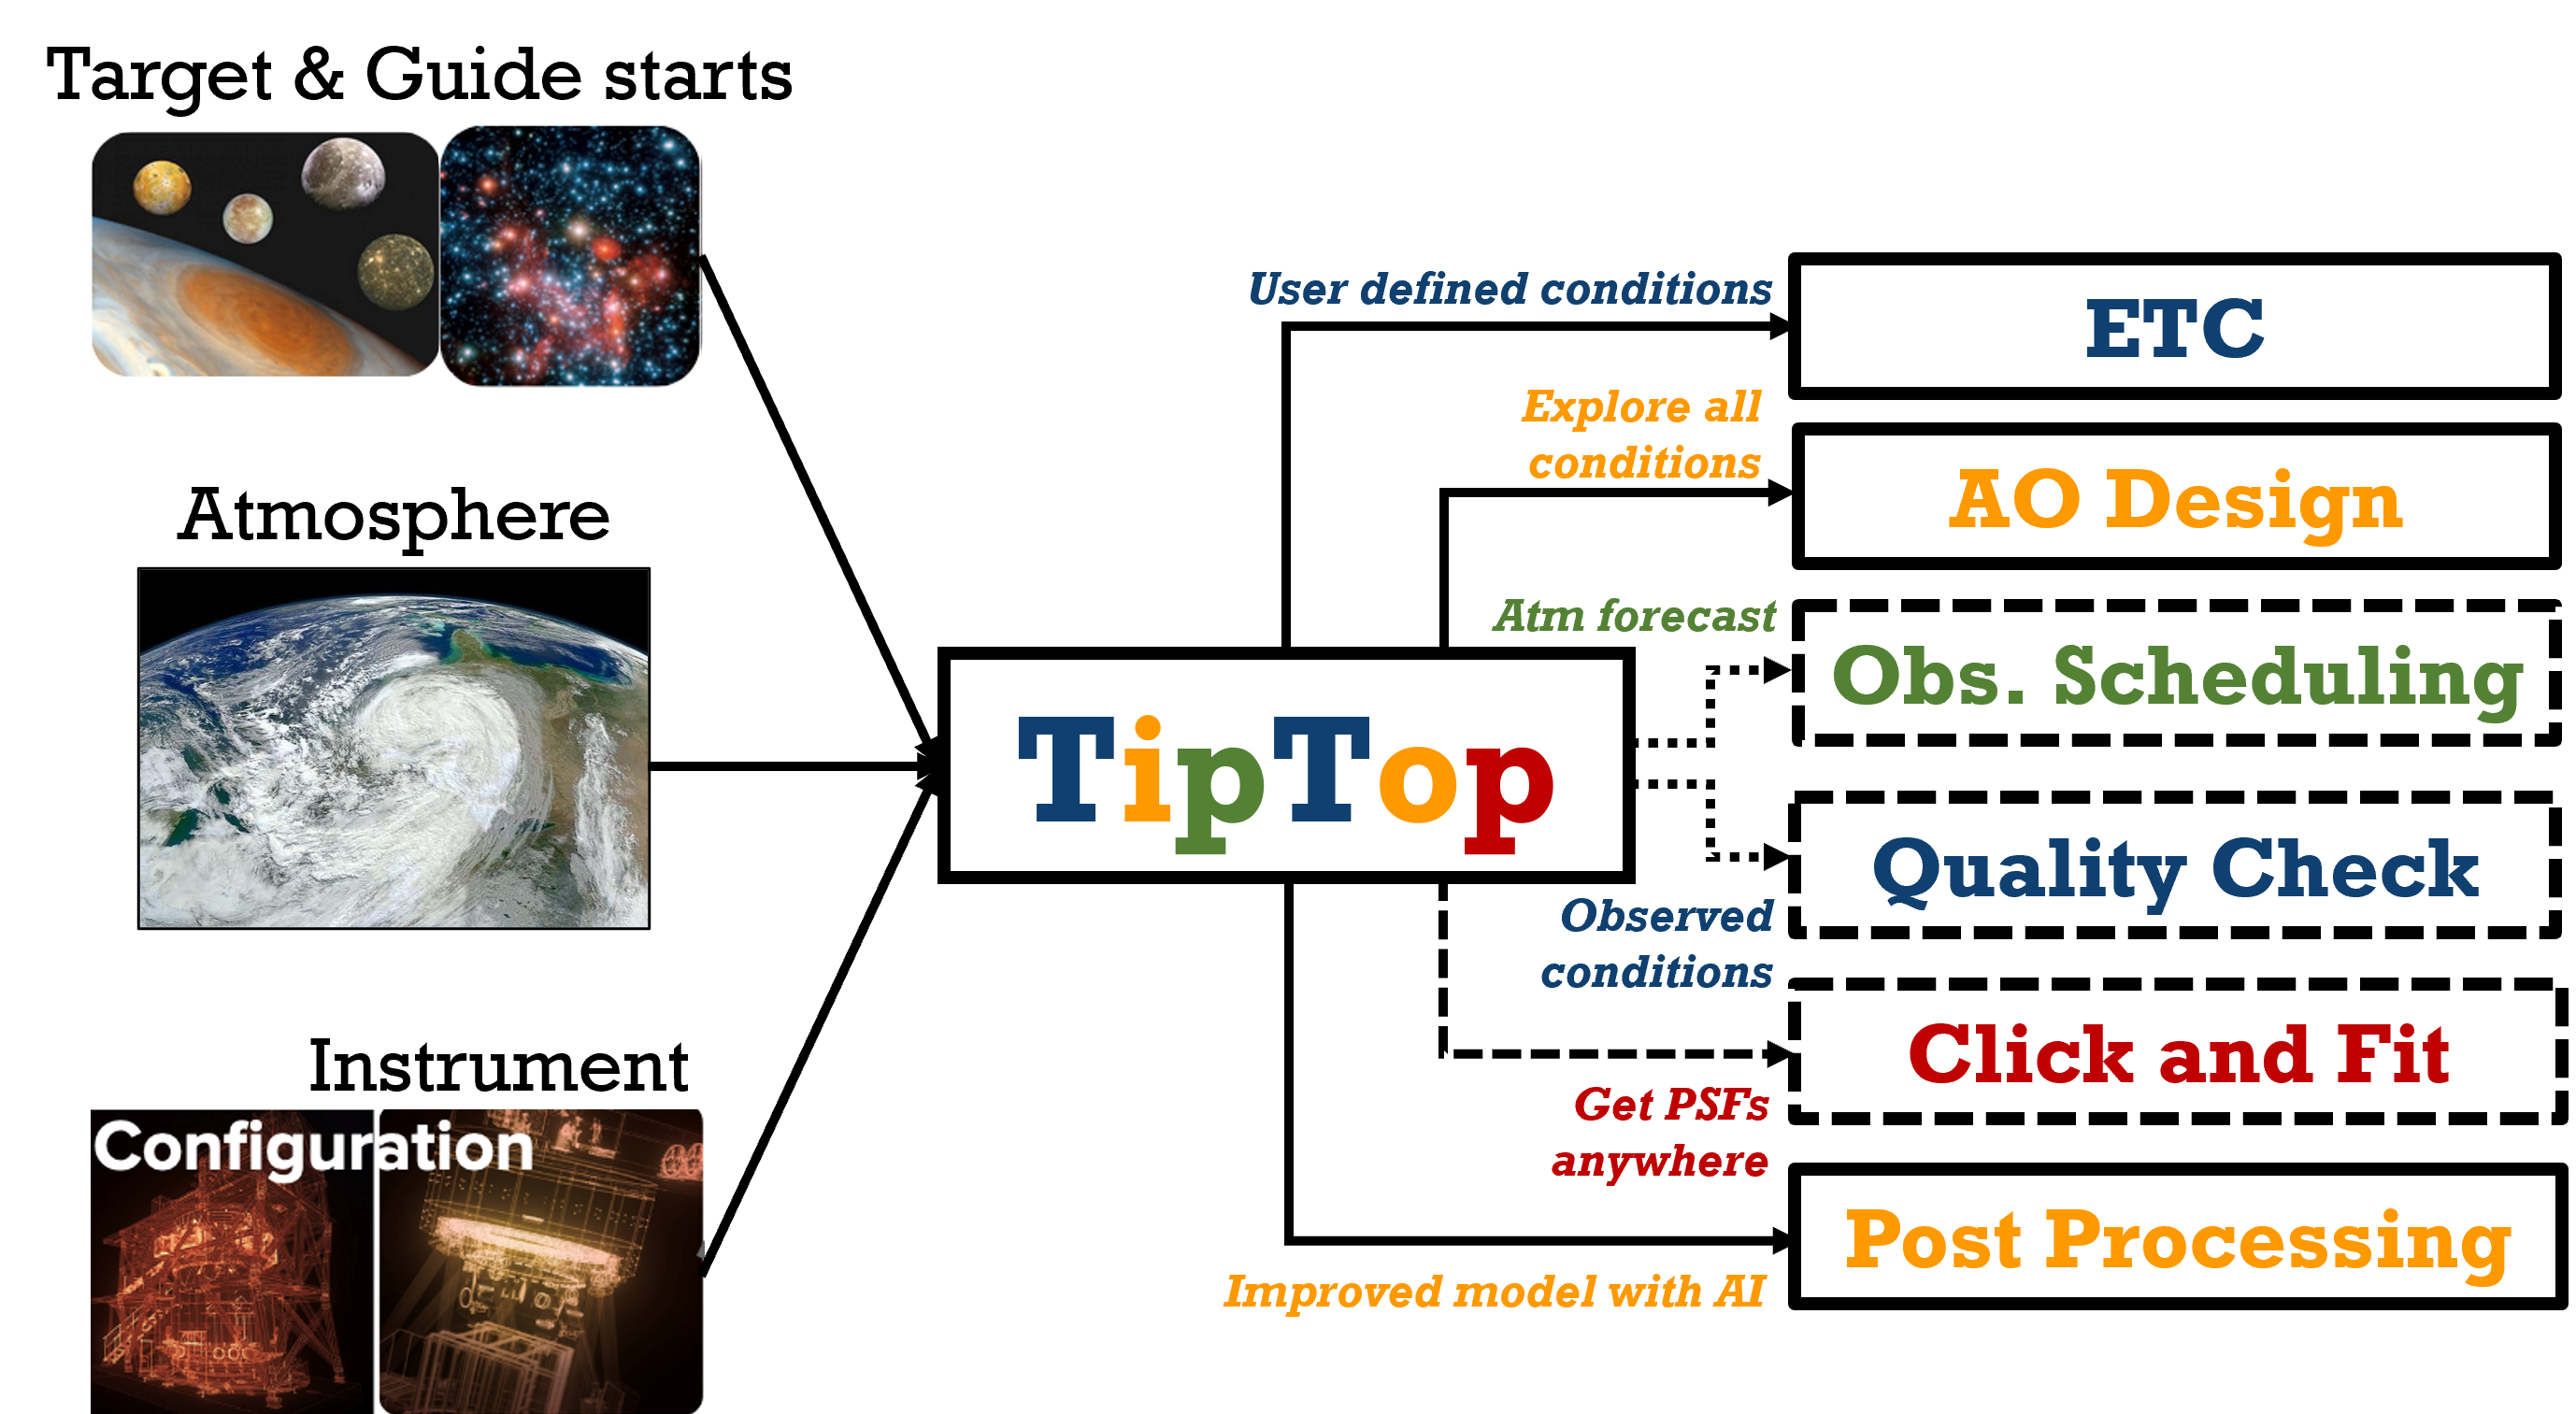 Target & Guide starts
Atmosphere
Instrument
Configuration
TipTop
User defined conditions
ETC
Explore all
conditions
AO Design
Atm forecast
Obs. Scheduling
Quality Check
Observed
conditions
Click and Fit
Get PSFs
anywhere
Post Processing
Improved model with AI